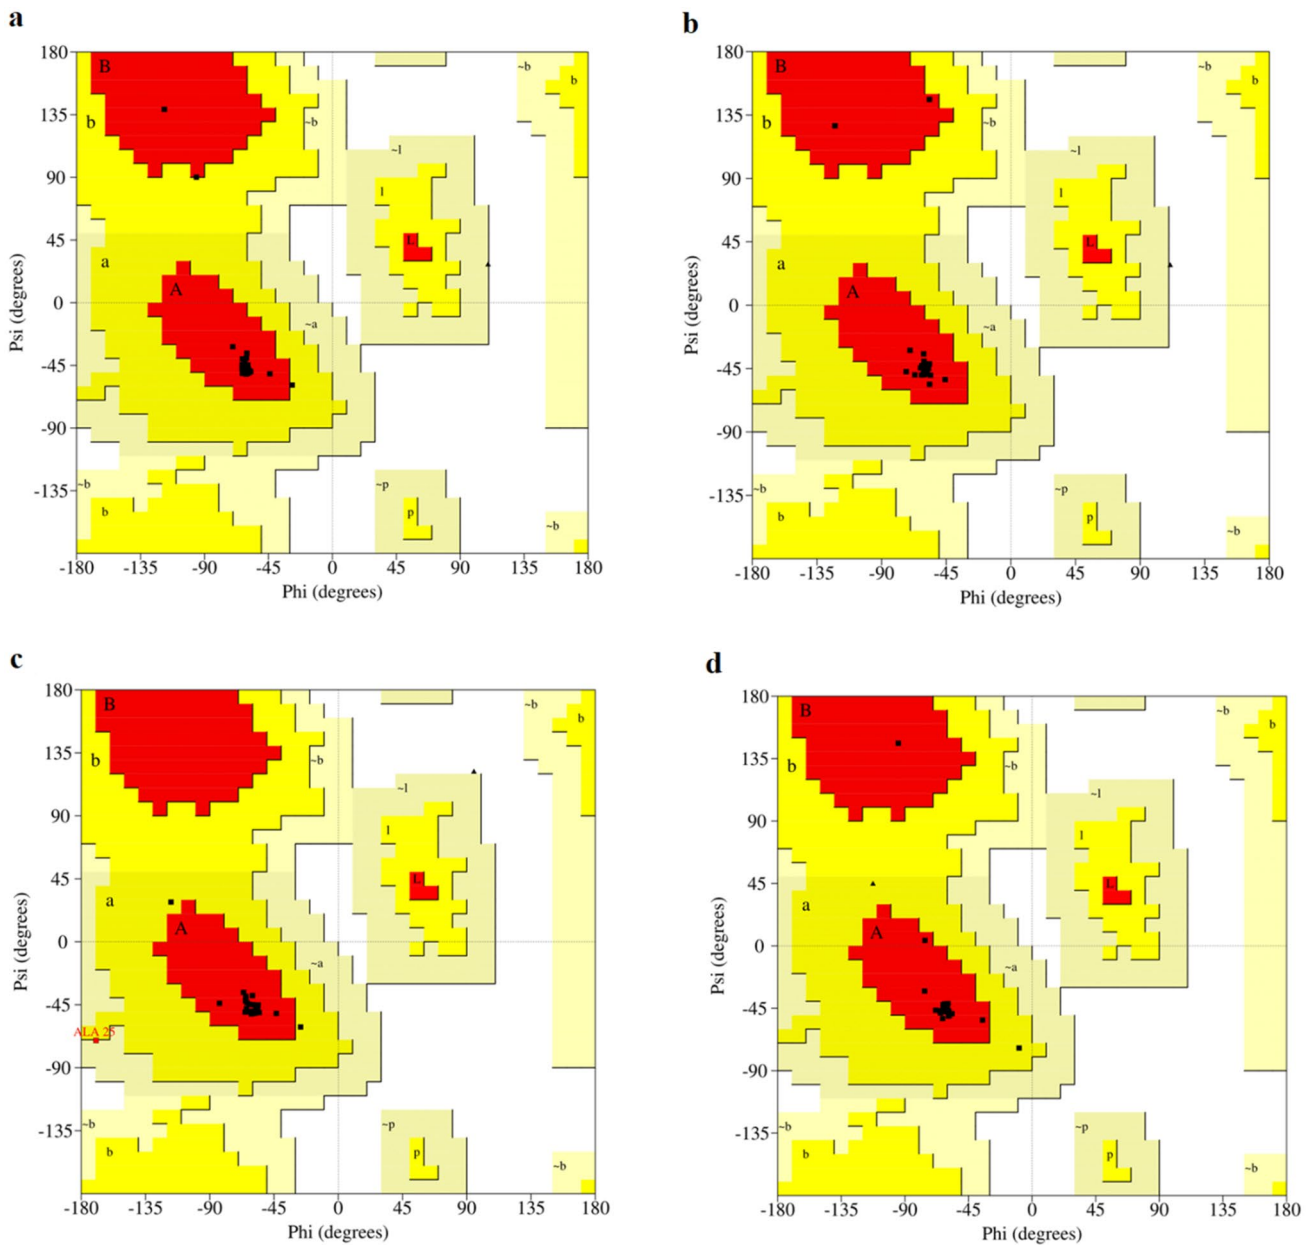 a
180
135
90
45
0
-45
-90
-135
-180 -135 -90 -45 0 45 90 135 180
Psi (degrees)
Phi (degrees)
B
~b
b
b
~b
~l
l
L
a
A
~a
~b
b
~p
p
~b
b
180
135
90
45
0
-45
-90
-135
-180 -135 -90 -45 0 45 90 135 180
Psi (degrees)
Phi (degrees)
B
~b
b
b
~b
~l
l
L
a
A
~a
~b
b
~p
p
~b
c
180
135
90
45
0
-45
-90
-135
-180 -135 -90 -45 0 45 90 135 180
Psi (degrees)
Phi (degrees)
B
~b
b
b
~b
~l
l
L
a
A
~a
ALA 25
~b
b
~p
p
~b
d
180
135
90
45
0
-45
-90
-135
-180 -135 -90 -45 0 45 90 135 180
Psi (degrees)
Phi (degrees)
B
~b
b
b
~b
~l
l
L
a
A
~a
~b
b
~p
p
~b